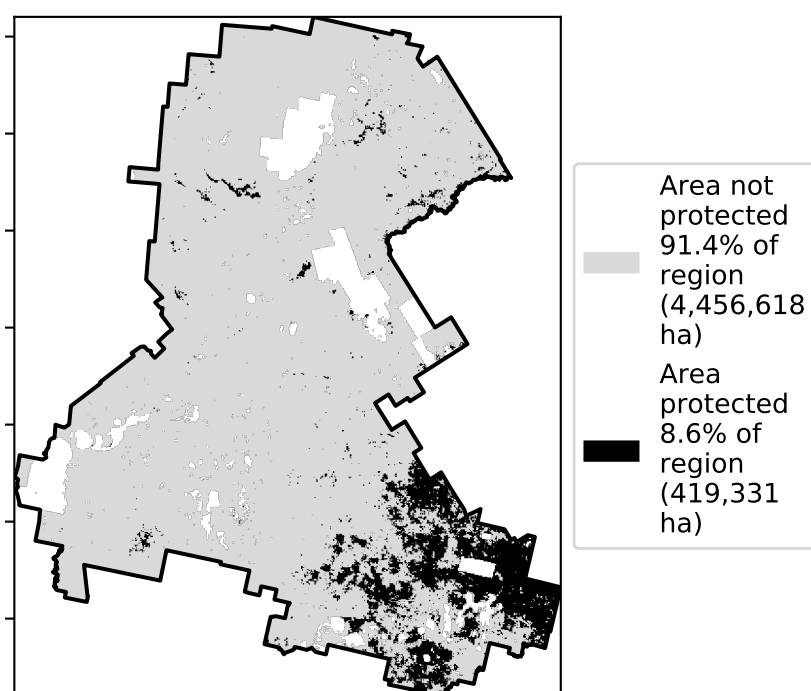 Area not
protected
91.4% of
region
(4,456,618
ha)
Area
protected
8.6% of
region
(419,331
ha)